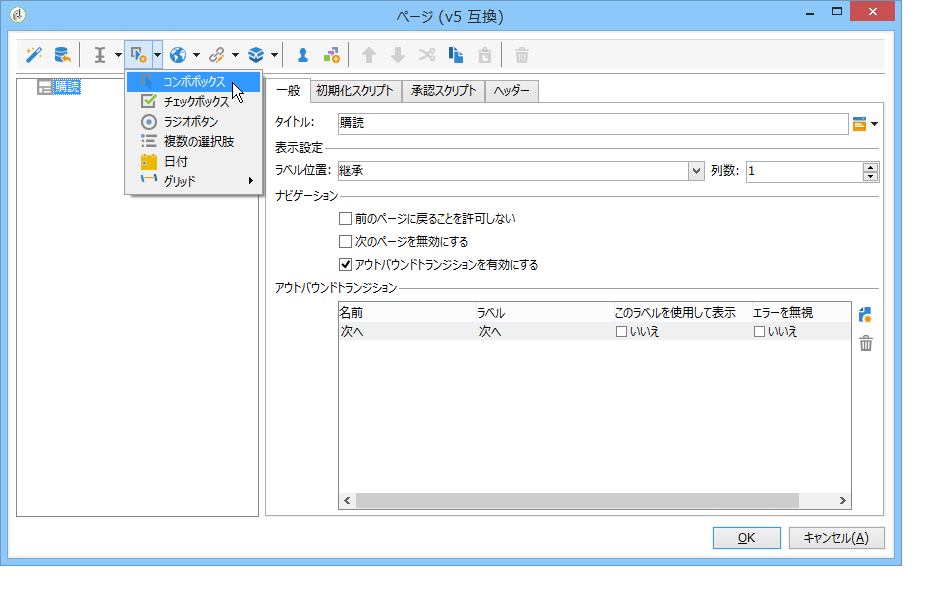 ページ (v5 互換)
購読
コンボボックス
チェックボックス
ラジオボタン
複数の選択肢
日付
グリッド
一般 初期化スクリプト 承認スクリプト ヘッダー
タイトル: 購読
表示設定
ラベル位置: 継承 列数: 1
ナビゲーション
前のページに戻ることを許可しない
次のページを無効にする
アウトバウンドトランジションを有効にする
アウトバウンドトランジション
名前 ラベル このラベルを使用して表示 エラーを無視
次へ 次へ いいえ いいえ
OK キャンセル(A)